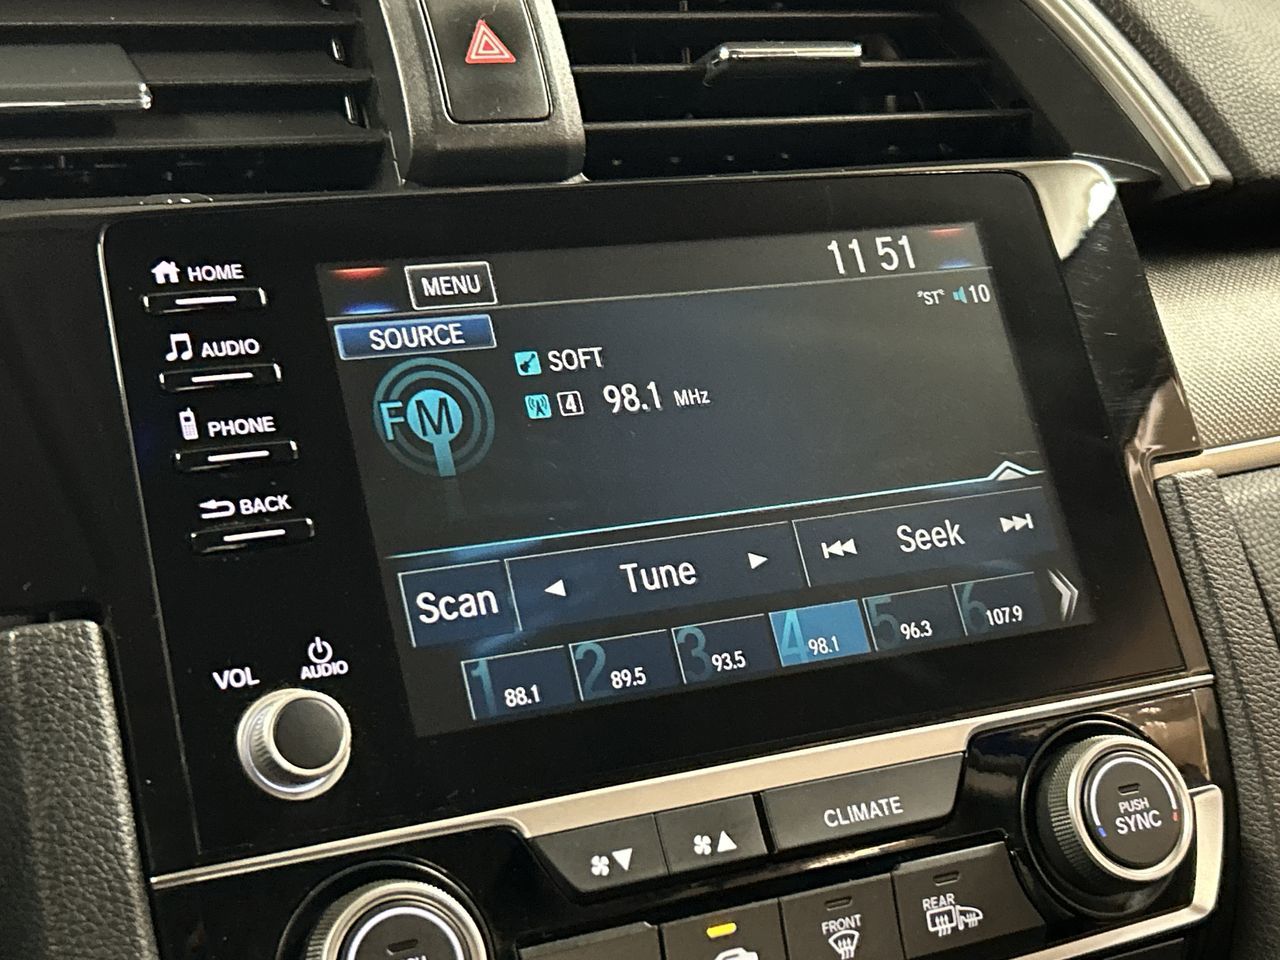 HOME
AUDIO
PHONE
BACK
VOL
AUDIO
MENU
11 51
"ST" 10
SOURCE
FM
SOFT
4 98.1 MHz
Scan
Tune
Seek
1 88.1
2 89.5
3 93.5
4 98.1
5 96.3
6 107.9
CLIMATE
PUSH
SYNC
FRONT
REAR